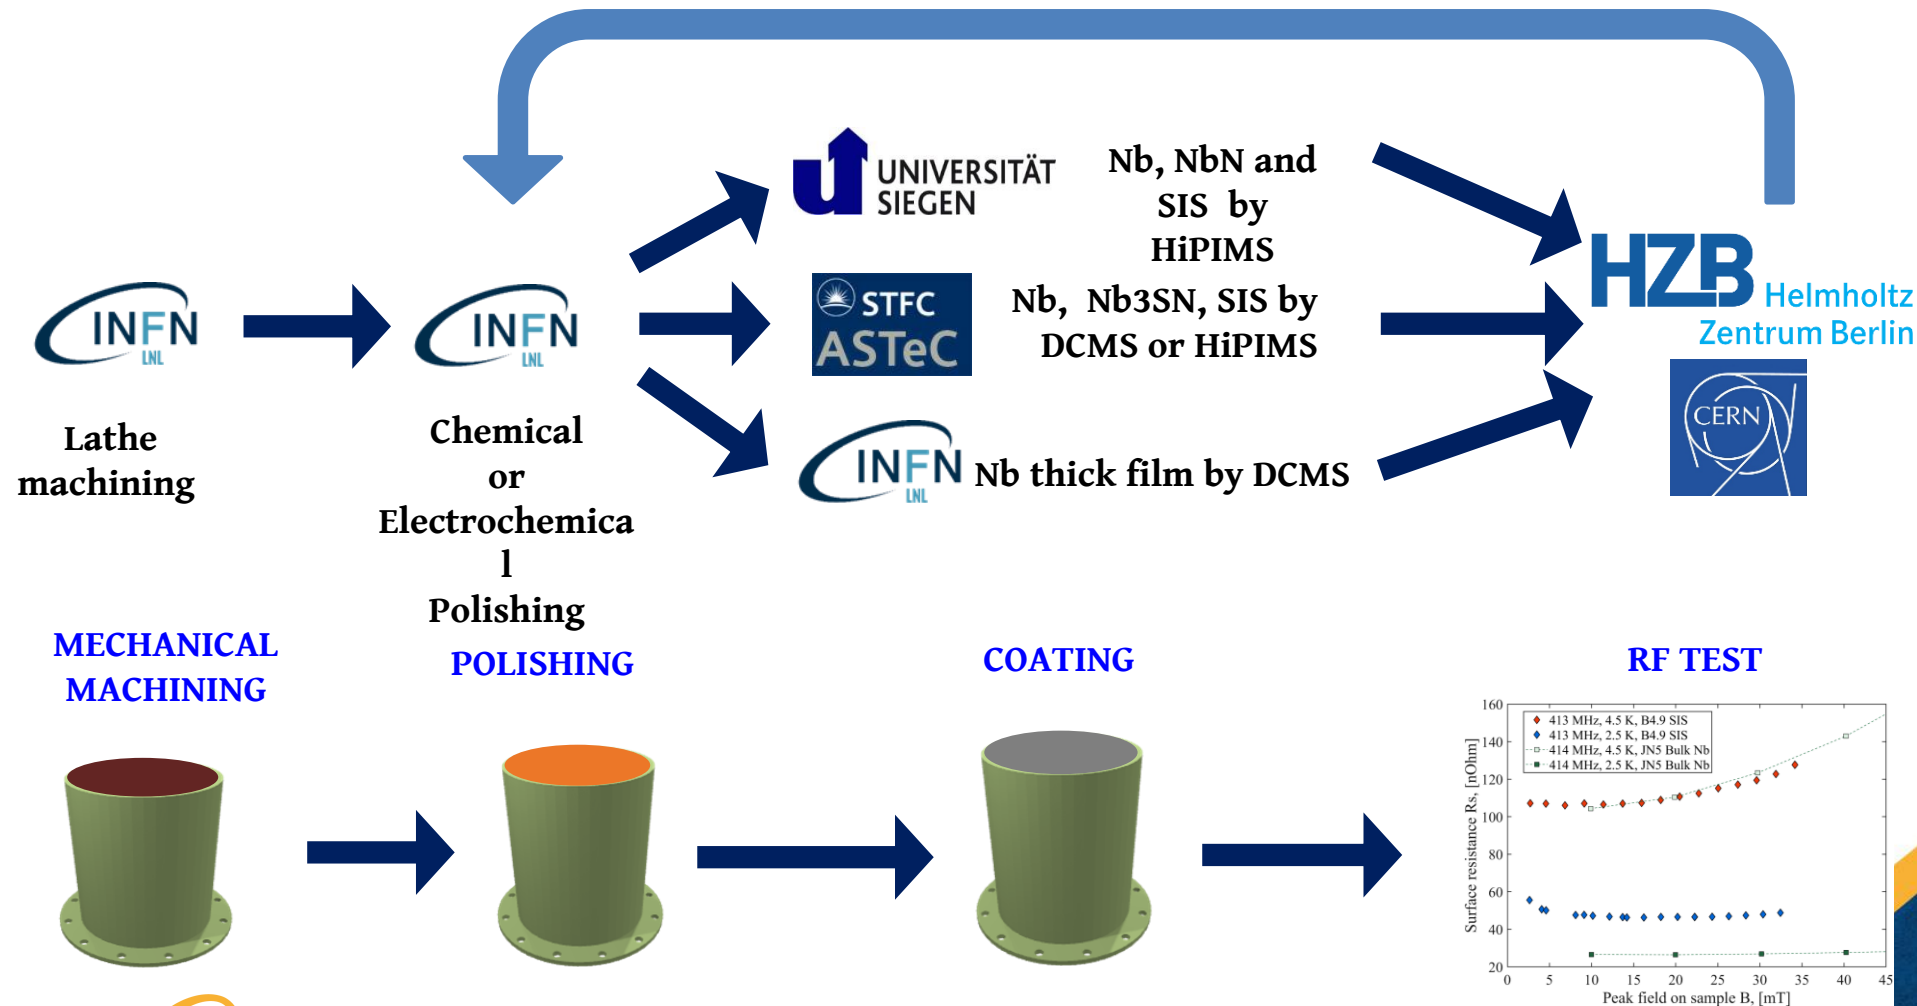 UNIVERSITÄT
SIEGEN
Nb, NbN and
SIS by
HiPIMS
HZB Helmholtz
Zentrum Berlin
INFN
LNL
INFN
LNL
STFC
ASTeC
Nb, Nb3SN, SIS by
DCMS or HiPIMS
CERN
Lathe
machining
Chemical
or
Electrochemica
l
Polishing
INFN
LNL
Nb thick film by DCMS
MECHANICAL
MACHINING
POLISHING
COATING
RF TEST
413 MHz, 4.5 K, B4.9 SIS
413 MHz, 2.5 K, B4.9 SIS
414 MHz, 4.5 K, JN5 Bulk Nb
414 MHz, 2.5 K, JN5 Bulk Nb
Surface resistance Rs, [nOhm]
160
140
120
100
80
60
40
20
0 5 10 15 20 25 30 35 40 45
Peak field on sample B, [mT]